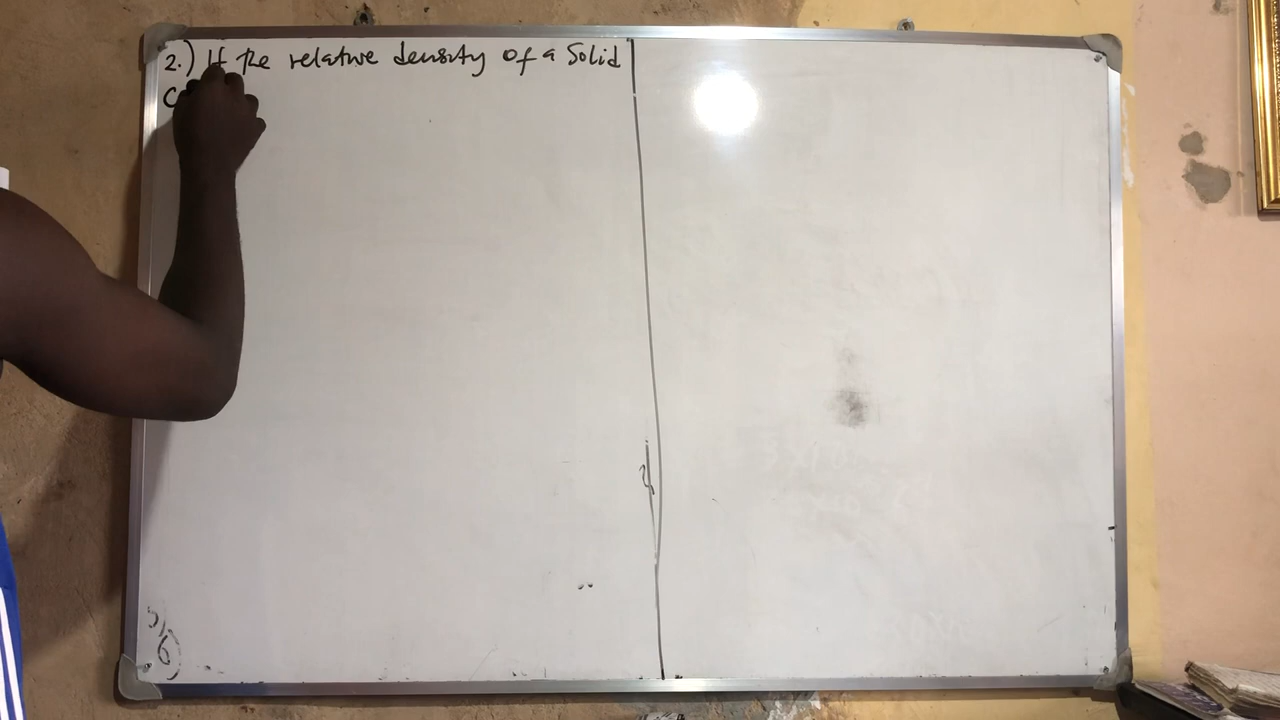 2.) If the relative density of a Solid
C